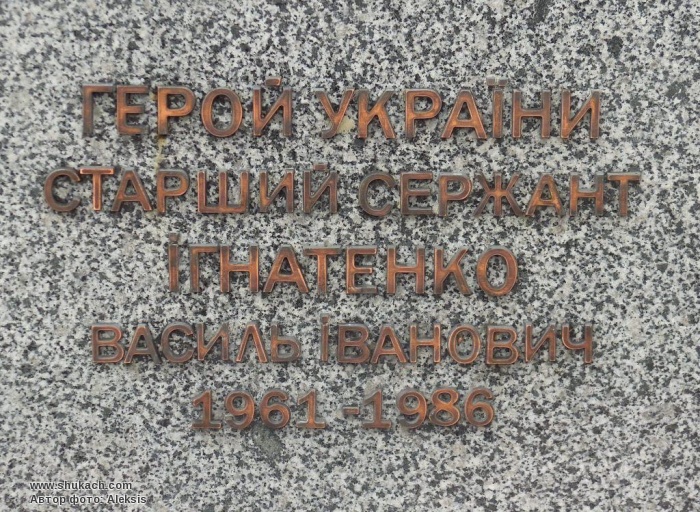 ГЕРОЙ УКРАЇНИ
СТАРШИЙ СЕРЖАНТ
ІГНАТЕНКО
ВАСИЛЬ ІВАНОВИЧ
1961 - 1986
www.shukach.com
Автор фото: Aleksis